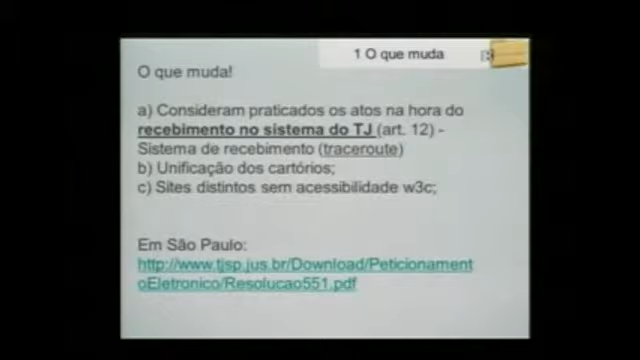 1 O que muda
O que muda!
a) Consideram praticados os atos na hora do
recebimento no sistema do TJ (art. 12) -
Sistema de recebimento (traceroute)
b) Unificação dos cartórios;
c) Sites distintos sem acessibilidade w3c;
Em São Paulo:
http://www.tjsp.jus.br/Download/Peticionament
oEletronico/Resolucao551.pdf